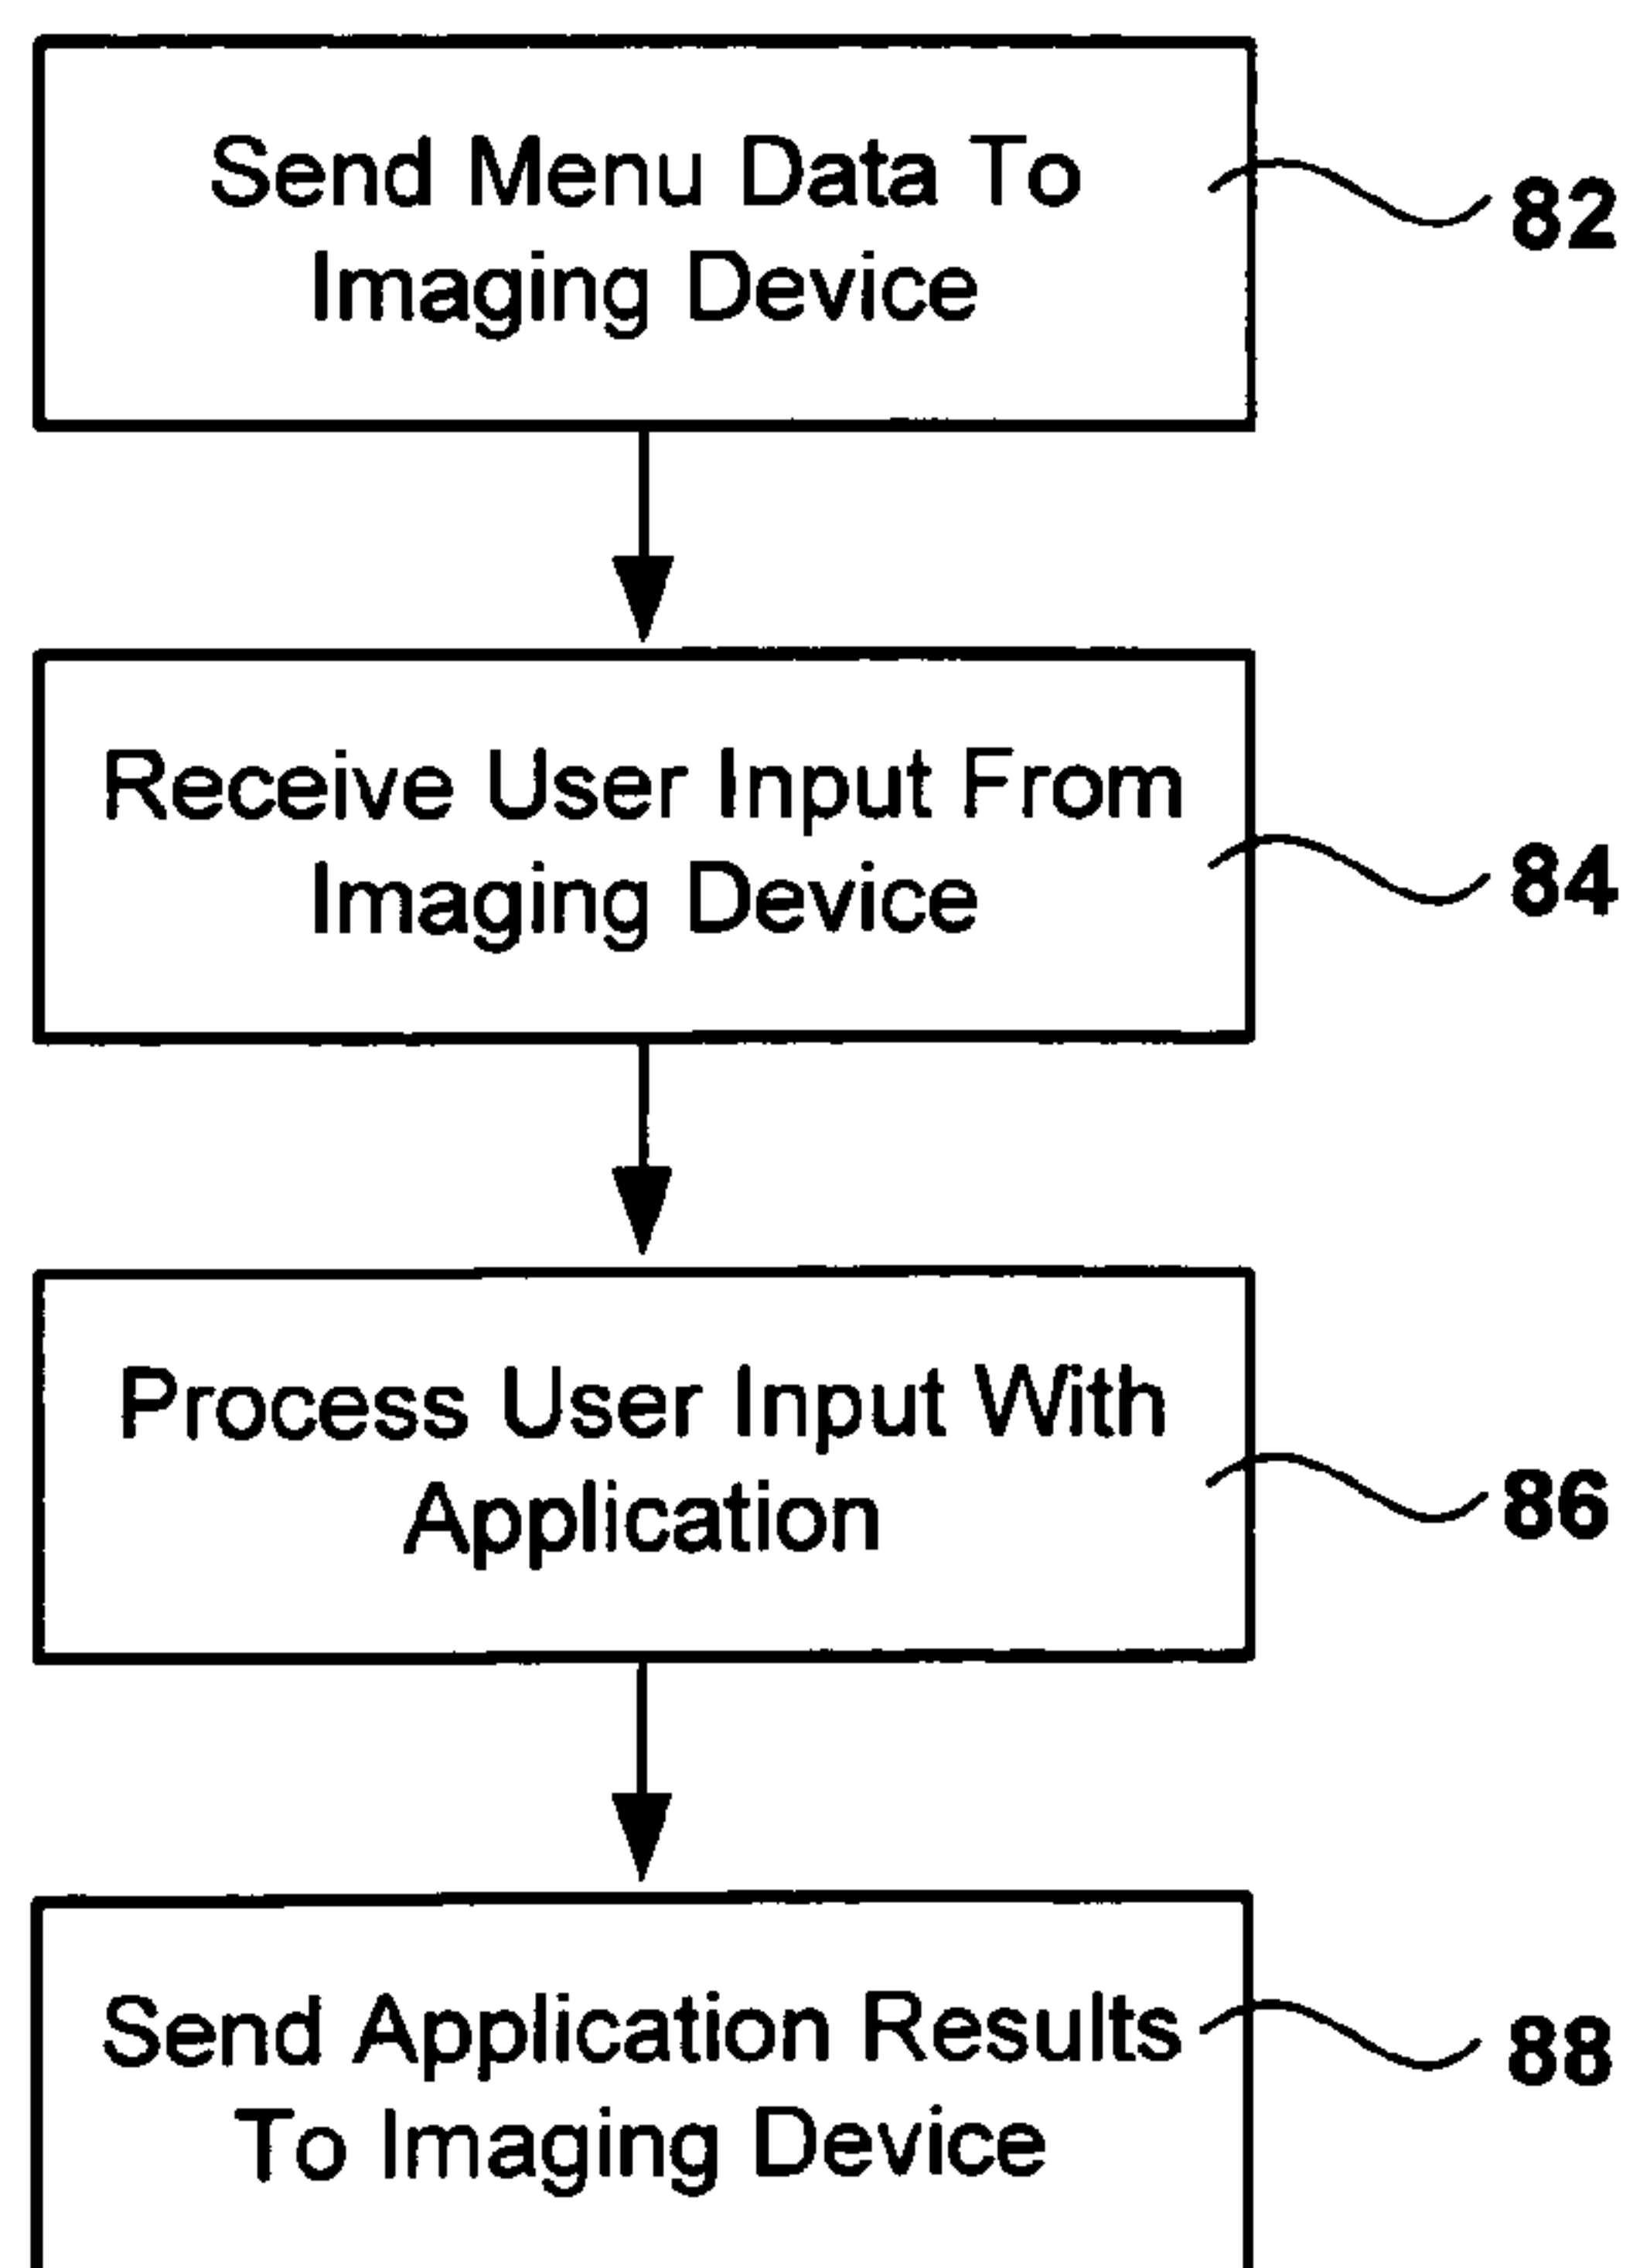 Send Menu Data To
Imaging Device
82
Receive User Input From
Imaging Device
84
Process User Input With
Application
86
Send Application Results
To Imaging Device
88